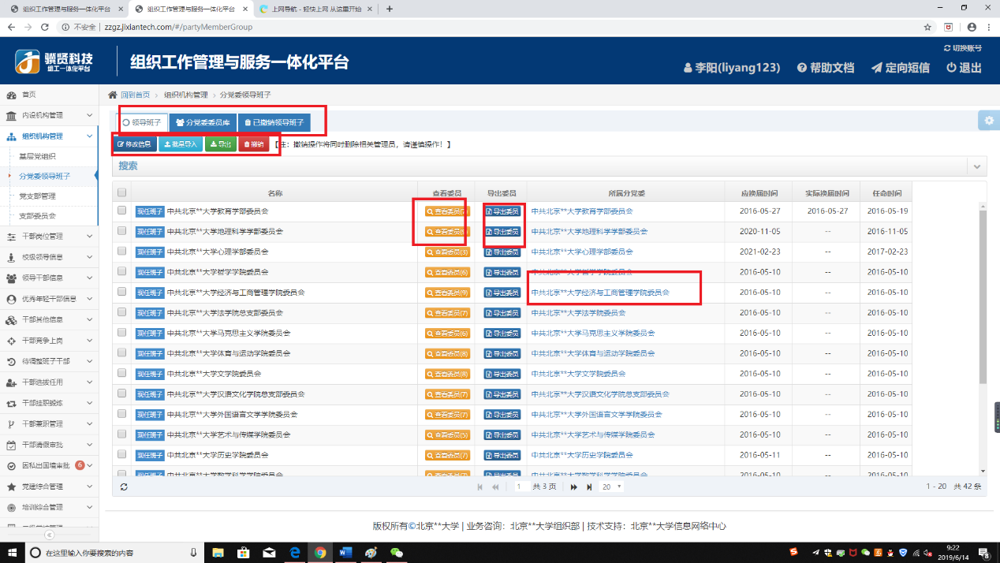 组织工作管理与服务一体化平台 × 组织工作管理与服务一体化平台 × 上网导航 - 轻快上网 从这里开始 × +
不安全 | zzgz.jixiantech.com/#/partyMemberGroup
切换账号
骥贤科技
组工一体化平台
组织工作管理与服务一体化平台
李阳(liyang123) 帮助文档 定向短信 退出
首页
内设机构管理
组织机构管理
基层党组织
分党委领导班子
党支部管理
支部委员会
干部岗位管理
校级领导信息
领导干部信息
优秀年轻干部信息
干部其他信息
干部竞争上岗
待调整班子干部
干部选拔任用
干部挂职锻炼
干部兼职管理
干部请假审批
因私出国境审批 6
党建综合管理
培训综合管理
回到首页 > 组织机构管理 > 分党委领导班子
领导班子 分党委委员库 已撤销领导班子
修改信息 批量导入 导出 撤销 【注：撤销操作将同时删除相关管理员，请谨慎操作！】
搜索
名称 查看委员 导出委员 所属分党委 应换届时间 实际换届时间 任命时间
现任班子 中共北京**大学教育学部委员会 查看委员 导出委员 中共北京**大学教育学部委员会 2016-05-27 2016-05-27 2016-05-19
现任班子 中共北京**大学地理科学学部委员会 查看委员 导出委员 中共北京**大学地理科学学部委员会 2020-11-05 -- 2016-11-05
现任班子 中共北京**大学心理学部委员会 查看委员(3) 导出委员 中共北京**大学心理学部委员会 2021-02-23 -- 2017-02-23
现任班子 中共北京**大学哲学学院委员会 查看委员(6) 导出委员 中共北京**大学哲学学院委员会 2016-05-10 -- 2016-05-10
现任班子 中共北京**大学经济与工商管理学院委员会 查看委员(9) 导出委员 中共北京**大学经济与工商管理学院委员会 2016-05-10 -- 2016-05-10
现任班子 中共北京**大学法学院总支部委员会 查看委员(7) 导出委员 中共北京**大学法学院委员会 2016-05-10 -- 2016-05-10
现任班子 中共北京**大学马克思主义学院委员会 查看委员(6) 导出委员 中共北京**大学马克思主义学院委员会 2016-05-10 -- 2016-05-10
现任班子 中共北京**大学体育与运动学院委员会 查看委员(8) 导出委员 中共北京**大学体育与运动学院委员会 2016-05-10 -- 2016-05-10
现任班子 中共北京**大学文学院委员会 查看委员(8) 导出委员 中共北京**大学文学院委员会 2016-05-10 -- 2016-05-10
现任班子 中共北京**大学汉语文化学院总支部委员会 查看委员(7) 导出委员 中共北京**大学汉语文化学院总支部委员会 2016-05-10 -- 2016-05-10
现任班子 中共北京**大学外国语言文学学院委员会 查看委员(7) 导出委员 中共北京**大学外国语言文学学院委员会 2016-05-10 -- 2016-05-10
现任班子 中共北京**大学艺术与传媒学院委员会 查看委员(5) 导出委员 中共北京**大学艺术与传媒学院委员会 2016-05-10 -- 2016-05-10
现任班子 中共北京**大学历史学院委员会 查看委员(7) 导出委员 中共北京**大学历史学院委员会 2016-05-11 -- 2016-05-10
现任班子 中共北京**大学数学科学学院委员会 查看委员 导出委员 中共北京**大学数学科学学院委员会 2016-05-10 -- 2016-05-10
1 共 3 页 20 1 - 20 共 42 条
版权所有©北京**大学 | 业务咨询：北京**大学组织部 | 技术支持：北京**大学信息网络中心
在这里输入你要搜索的内容
9:22
2019/6/14
8